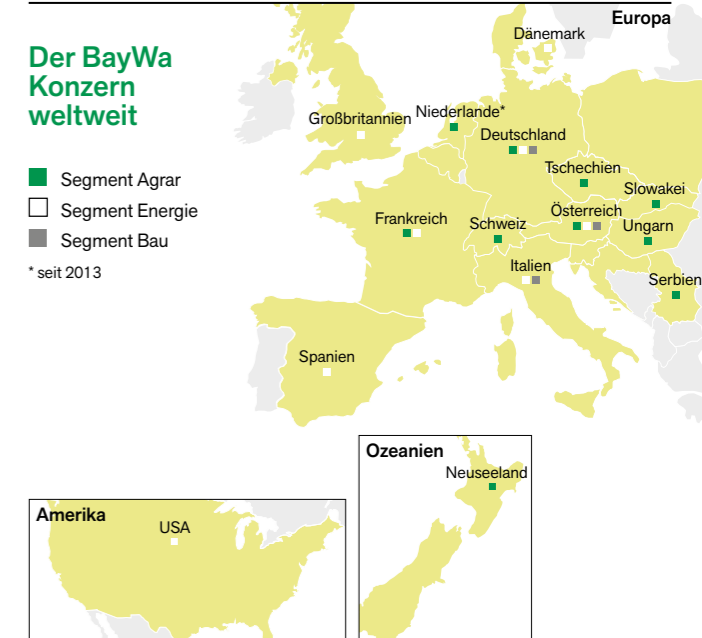 Europa
Der BayWa
Konzern
weltweit
Segment Agrar
Segment Energie
Segment Bau
* seit 2013
Dänemark
Großbritannien
Niederlande*
Deutschland
Tschechien
Slowakei
Frankreich
Schweiz
Österreich
Ungarn
Italien
Serbien
Spanien
Ozeanien
Neuseeland
Amerika
USA